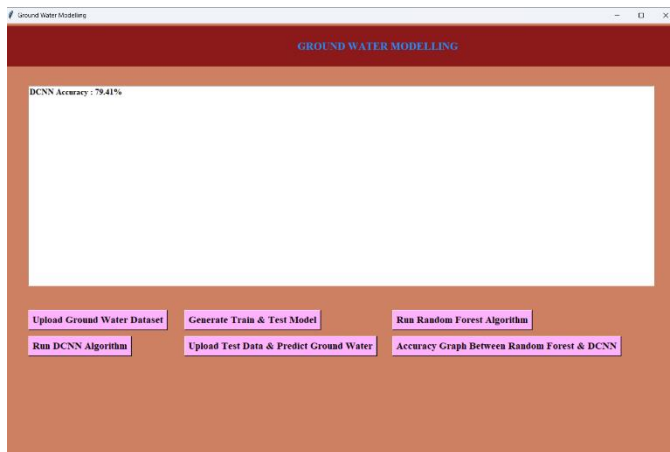 Ground Water Modelling
GROUND WATER MODELLING
DCNN Accuracy : 79.41%
Upload Ground Water Dataset
Generate Train & Test Model
Run Random Forest Algorithm
Run DCNN Algorithm
Upload Test Data & Predict Ground Water
Accuracy Graph Between Random Forest & DCNN